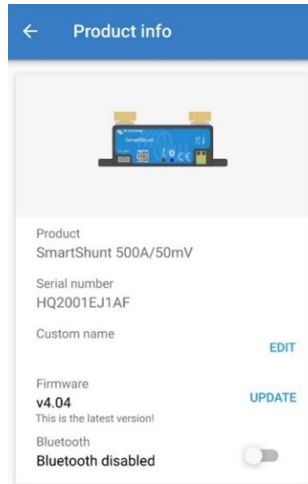 Product info
SmartShunt
Product
SmartShunt 500A/50mV
Serial number
HQ2001EJ1AF
Custom name
EDIT
Firmware
v4.04
UPDATE
This is the latest version!
Bluetooth
Bluetooth disabled